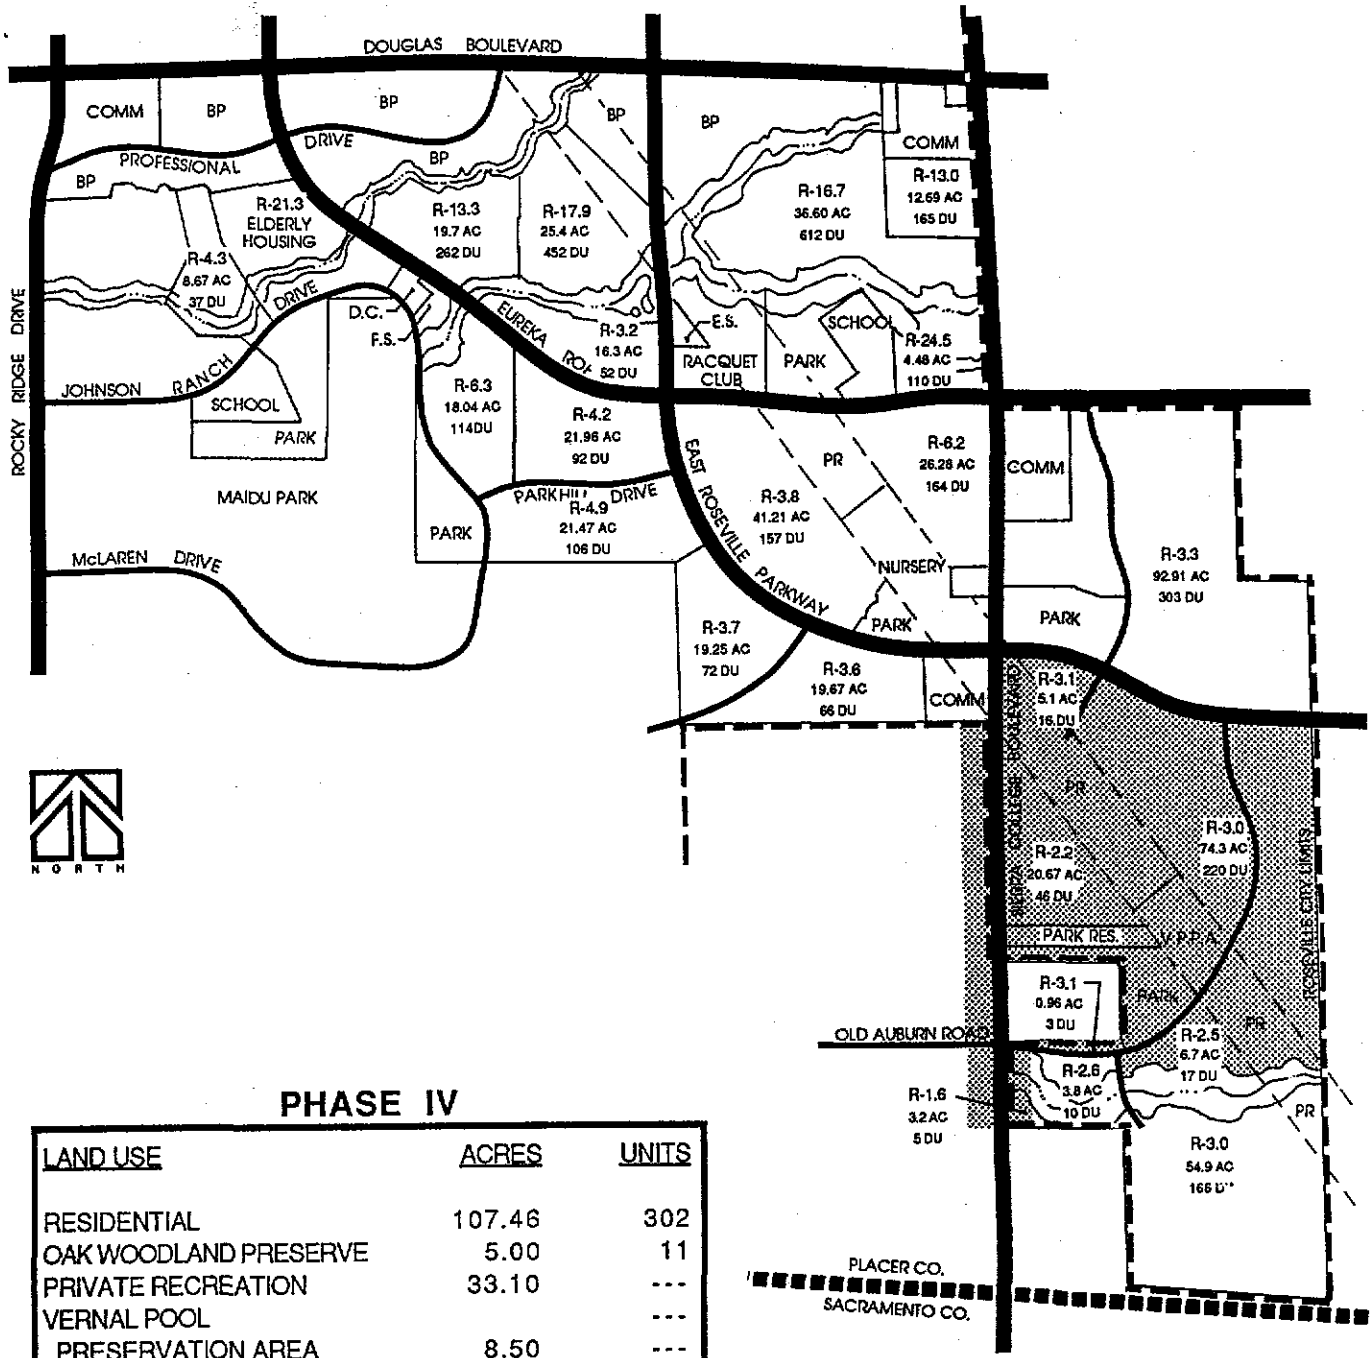 DOUGLAS BOULEVARD
COMM
BP
BP
BP
BP
COMM
PROFESSIONAL DRIVE
BP
BP
R-13.0
12.69 AC
165 DU
R-16.7
36.60 AC
612 DU
R-21.3
ELDERLY
HOUSING
R-13.3
19.7 AC
262 DU
R-17.9
25.4 AC
452 DU
R-4.3
8.67 AC
37 DU
ROCKY RIDGE DRIVE
JOHNSON RANCH DRIVE
D.C.
F.S.
EUREKA
R-3.2
16.3 AC
52 DU
E.S.
RACQUET
CLUB
PARK
SCHOOL
R-24.5
4.48 AC
110 DU
SCHOOL
PARK
R-6.3
18.04 AC
114DU
R-4.2
21.96 AC
92 DU
MAIDU PARK
PARK
PARKHILL DRIVE
R-4.9
21.47 AC
106 DU
EAST ROSEVILLE PARKWAY
PR
R-3.8
41.21 AC
157 DU
R-6.2
26.28 AC
164 DU
COMM
R-3.3
92.91 AC
303 DU
McLAREN DRIVE
NURSERY
PARK
PARK
R-3.7
19.25 AC
72 DU
R-3.6
19.67 AC
66 DU
COMM
R-3.1
5.1 AC
16 DU
SIERRA COLLEGE BOULEVARD
PR
R-3.0
74.3 AC
220 DU
R-2.2
20.67 AC
46 DU
ROSEVILLE CITY LIMITS
PARK RES.
V.P.P.A.
NORTH
R-3.1
0.96 AC
3 DU
PARK
PR
OLD AUBURN ROAD
R-2.5
6.7 AC
17 DU
R-2.6
3.8 AC
10 DU
R-1.6
3.2 AC
5 DU
PR
R-3.0
54.9 AC
PLACER CO.
SACRAMENTO CO.
PHASE IV
LAND USE ACRES UNITS
RESIDENTIAL 107.46 302
OAK WOODLAND PRESERVE 5.00 11
PRIVATE RECREATION 33.10 ---
VERNAL POOL ---
PRESERVATION AREA 8.50 ---